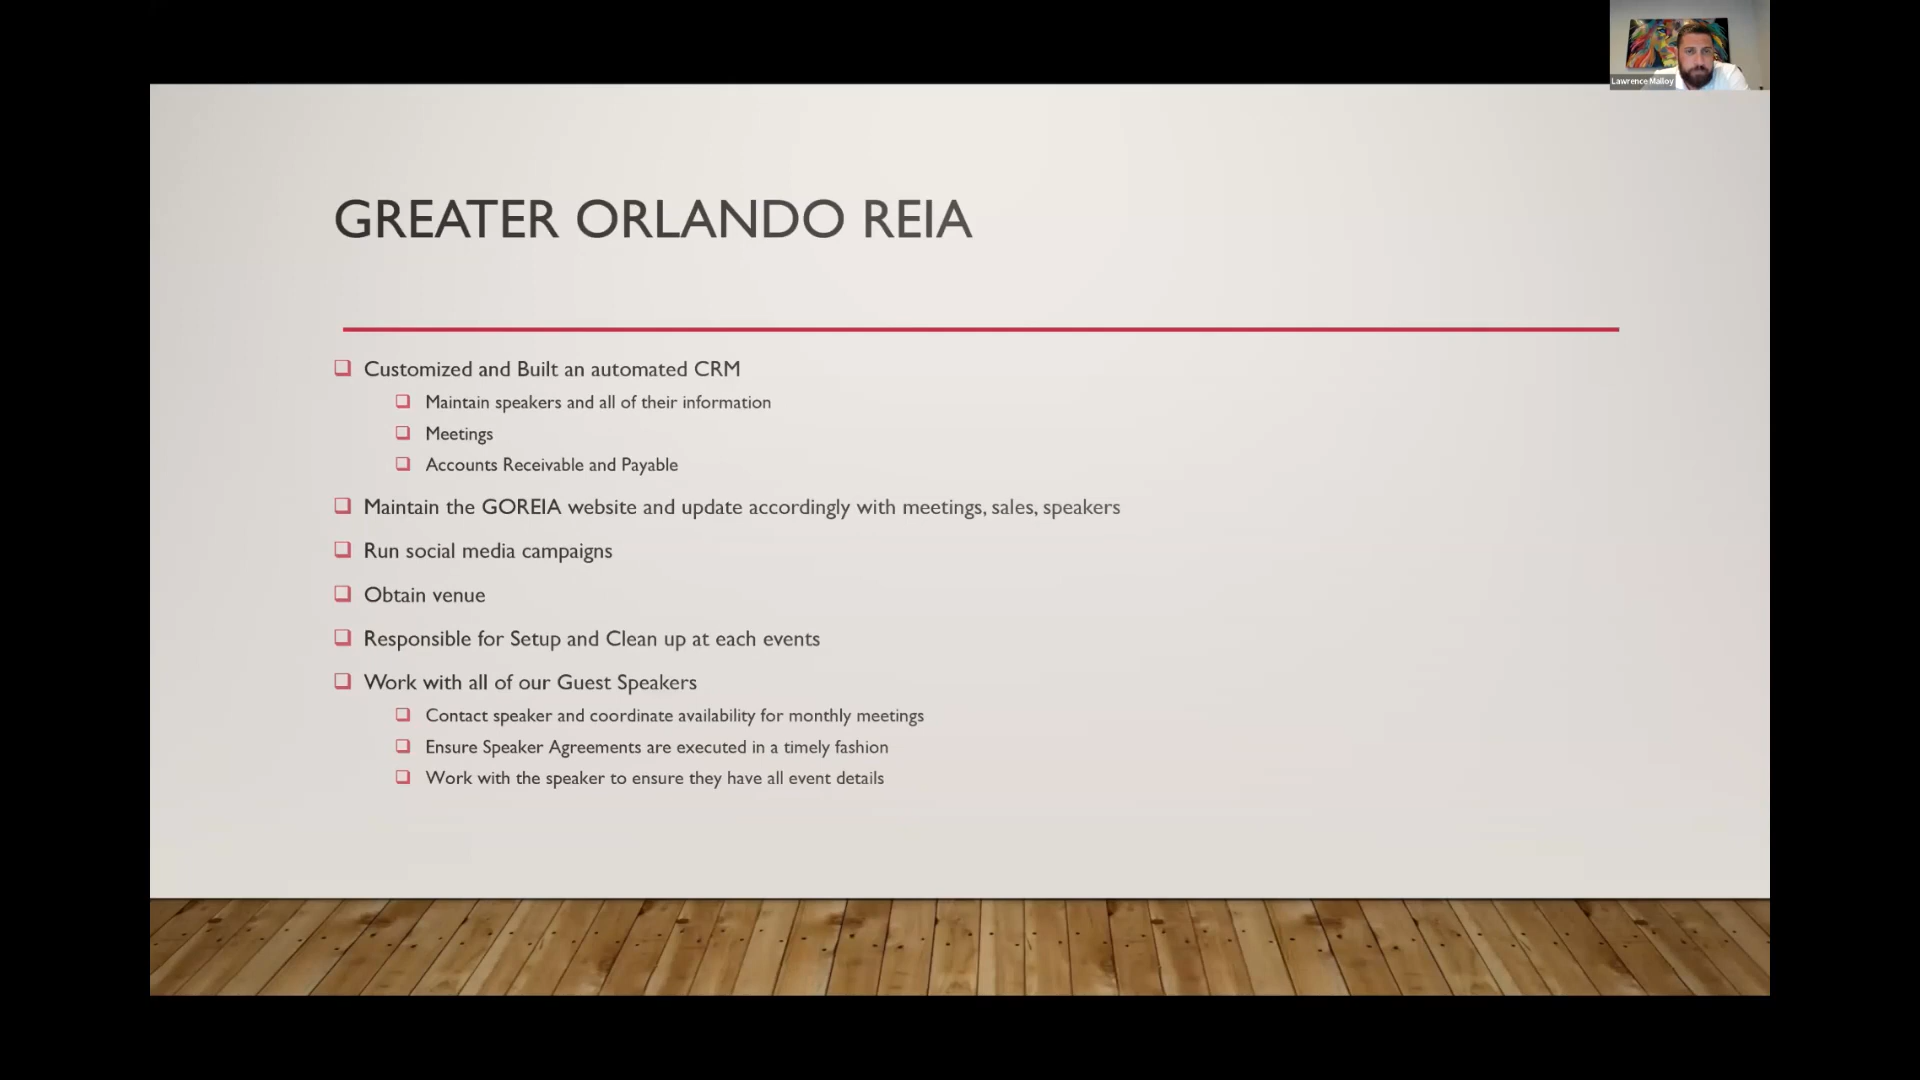 Lawrence Malloy
GREATER ORLANDO REIA
Customized and Built an automated CRM
Maintain speakers and all of their information
Meetings
Accounts Receivable and Payable
Maintain the GOREIA website and update accordingly with meetings, sales, speakers
Run social media campaigns
Obtain venue
Responsible for Setup and Clean up at each events
Work with all of our Guest Speakers
Contact speaker and coordinate availability for monthly meetings
Ensure Speaker Agreements are executed in a timely fashion
Work with the speaker to ensure they have all event details